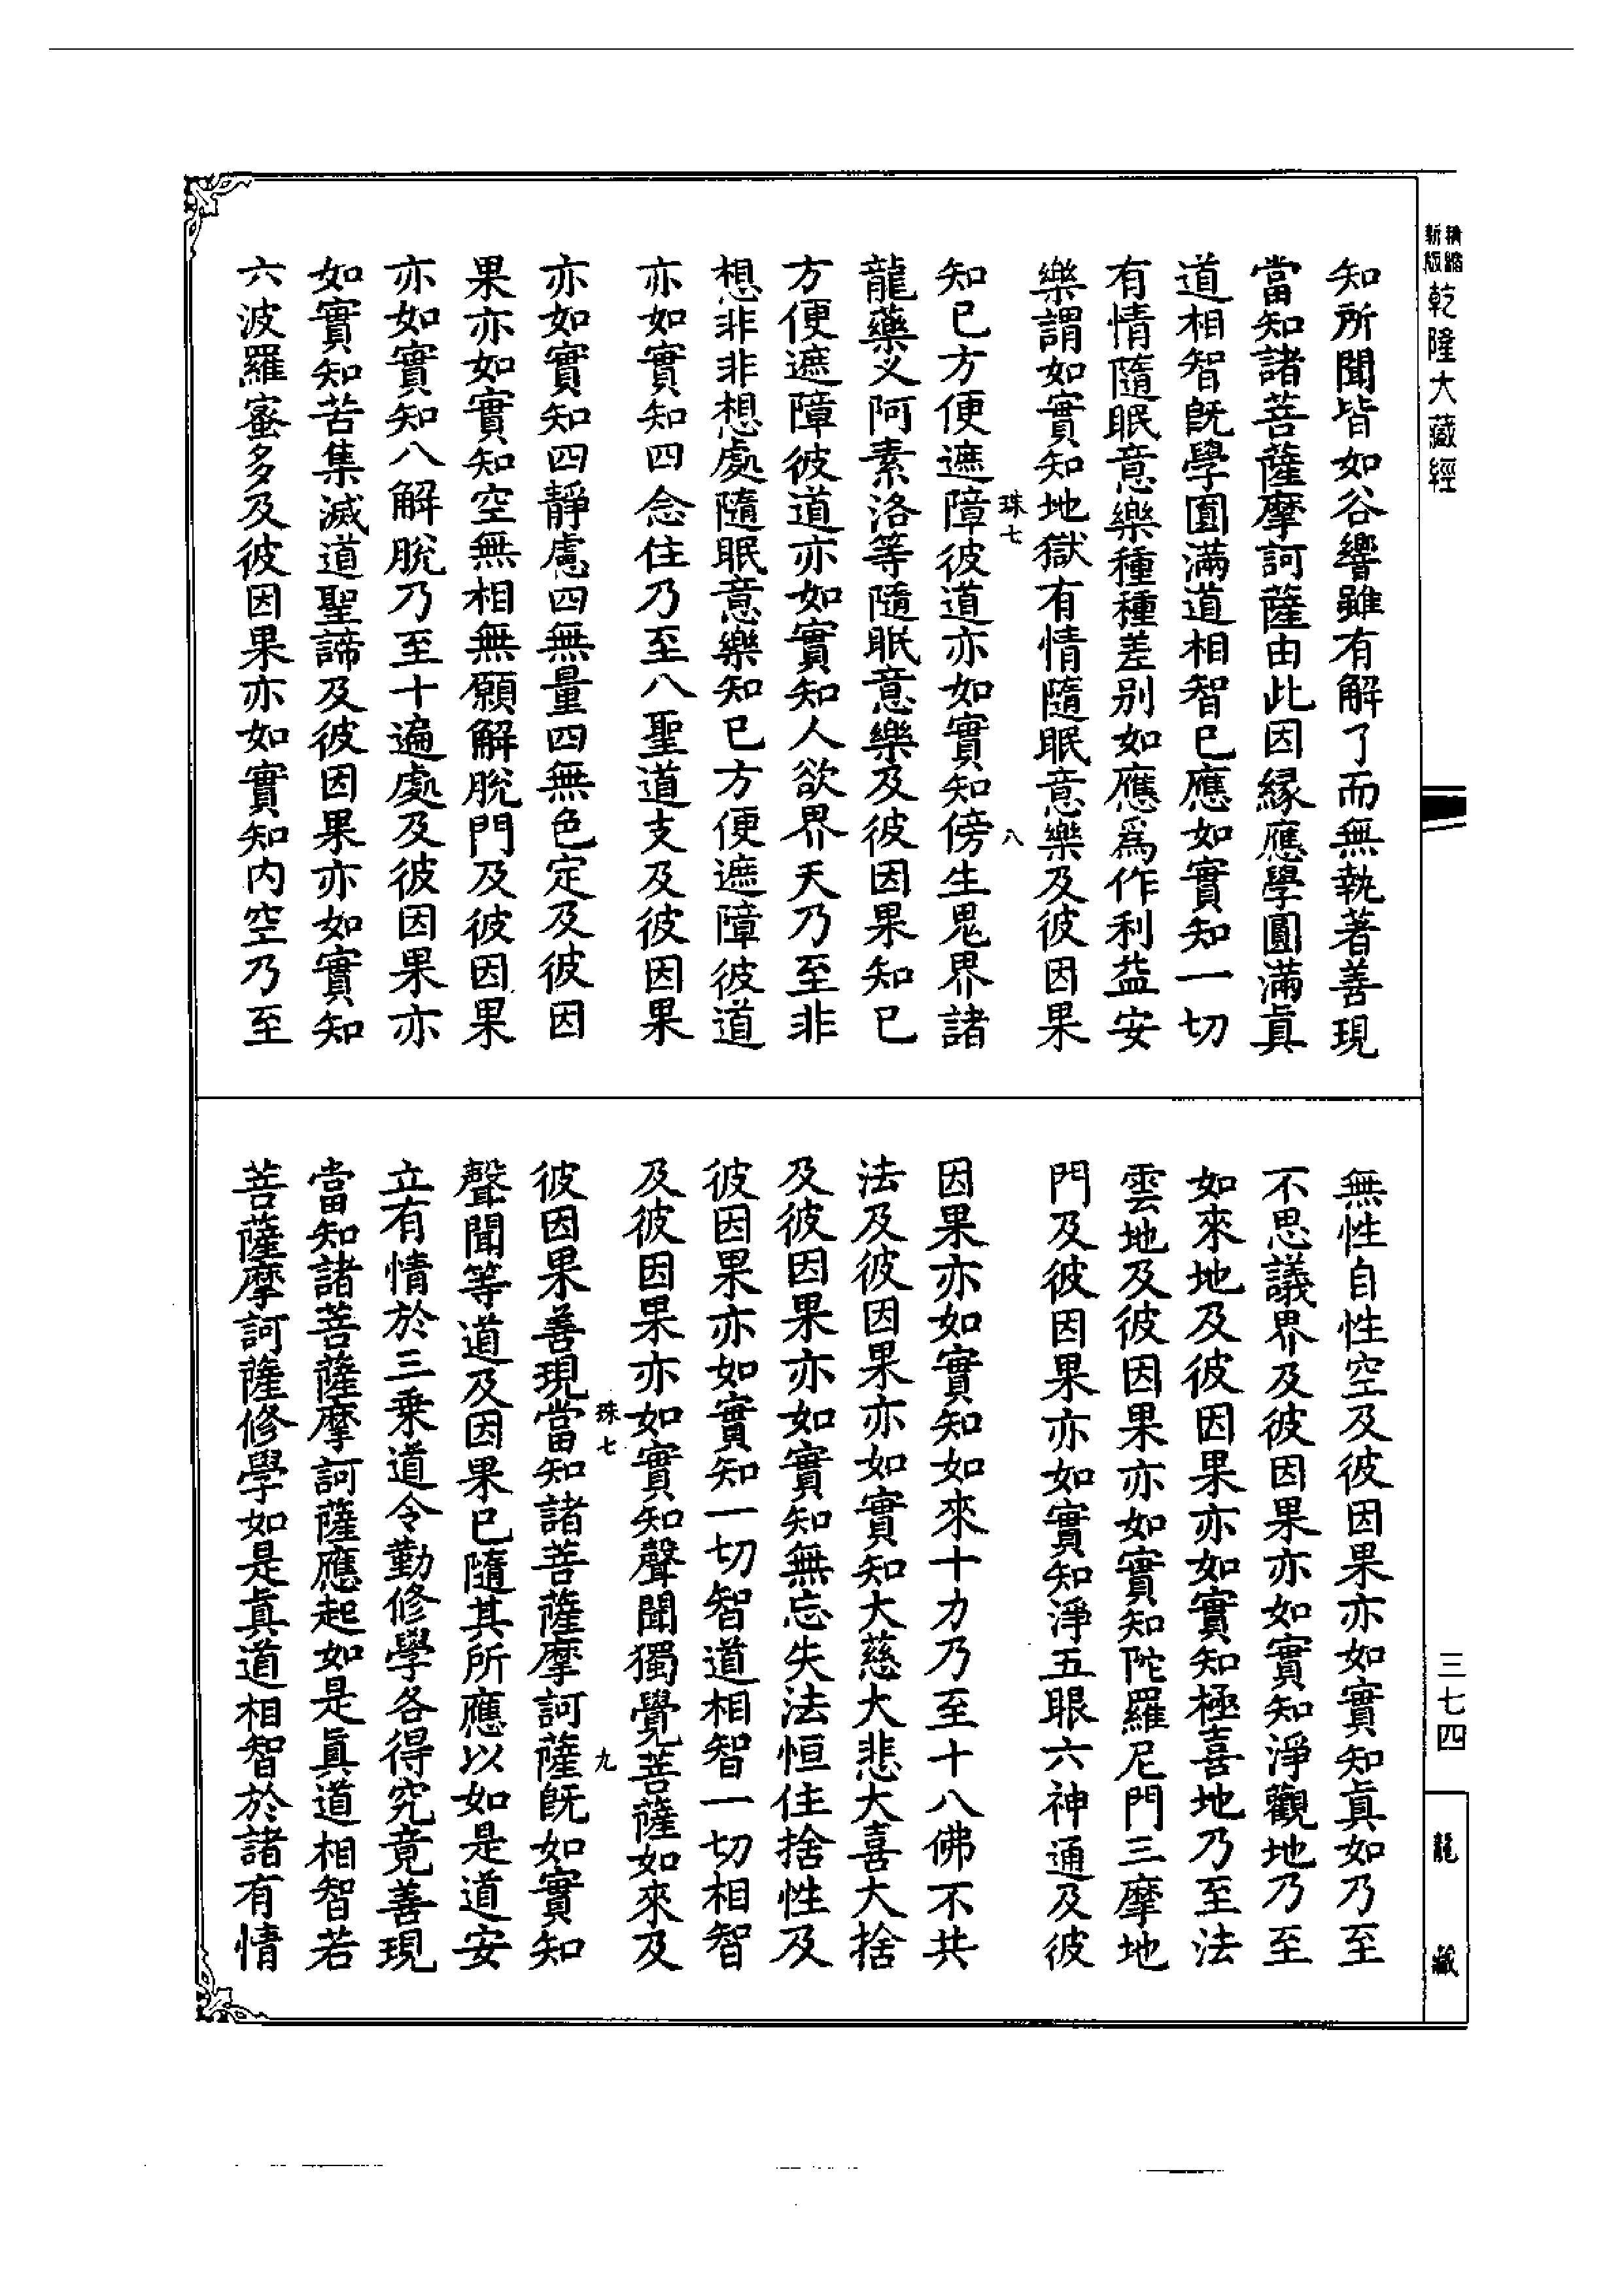 精縮新版乾隆大藏經
知所聞皆如谷響雖有解了而無執著善現
當知諸菩薩摩訶薩由此因緣應學圓滿眞
道相智旣學圓滿道相智已應如實知一切
有情隨眠意樂種種差別如應爲作利益安
樂謂如實知地獄有情隨眠意樂及彼因果
珠七 八
知已方便遮障彼道亦如實知傍生鬼界諸
龍藥叉阿素洛等隨眠意樂及彼因果知已
方便遮障彼道亦如實知人欲界天乃至非
想非非想處隨眠意樂知已方便遮障彼道
亦如實知四念住乃至八聖道支及彼因果
亦如實知四靜慮四無量四無色定及彼因
果亦如實知空無相無願解脫門及彼因果
亦如實知八解脫乃至十遍處及彼因果亦
如實知苦集滅道聖諦及彼因果亦如實知
六波羅蜜多及彼因果亦如實知內空乃至
無性自性空及彼因果亦如實知眞如乃至
不思議界及彼因果亦如實知淨觀地乃至
如來地及彼因果亦如實知極喜地乃至法
雲地及彼因果亦如實知陀羅尼門三摩地
門及彼因果亦如實知淨五眼六神通及彼
因果亦如實知如來十力乃至十八佛不共
法及彼因果亦如實知大慈大悲大喜大捨
及彼因果亦如實知無忘失法恒住捨性及
彼因果亦如實知一切智道相智一切相智
及彼因果亦如實知聲聞獨覺菩薩如來及
珠七 九
彼因果善現當知諸菩薩摩訶薩旣如實知
聲聞等道及因果已隨其所應以如是道安
立有情於三乘道令勤修學各得究竟善現
當知諸菩薩摩訶薩應起如是眞道相智若
菩薩摩訶薩修學如是眞道相智於諸有情
三七四
龍藏